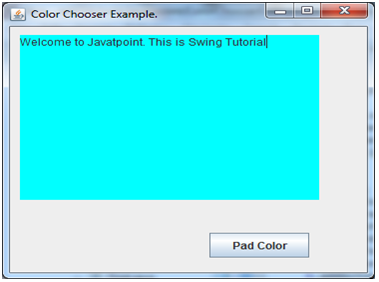 Color Chooser Example.
Welcome to Javatpoint. This is Swing Tutorial
Pad Color